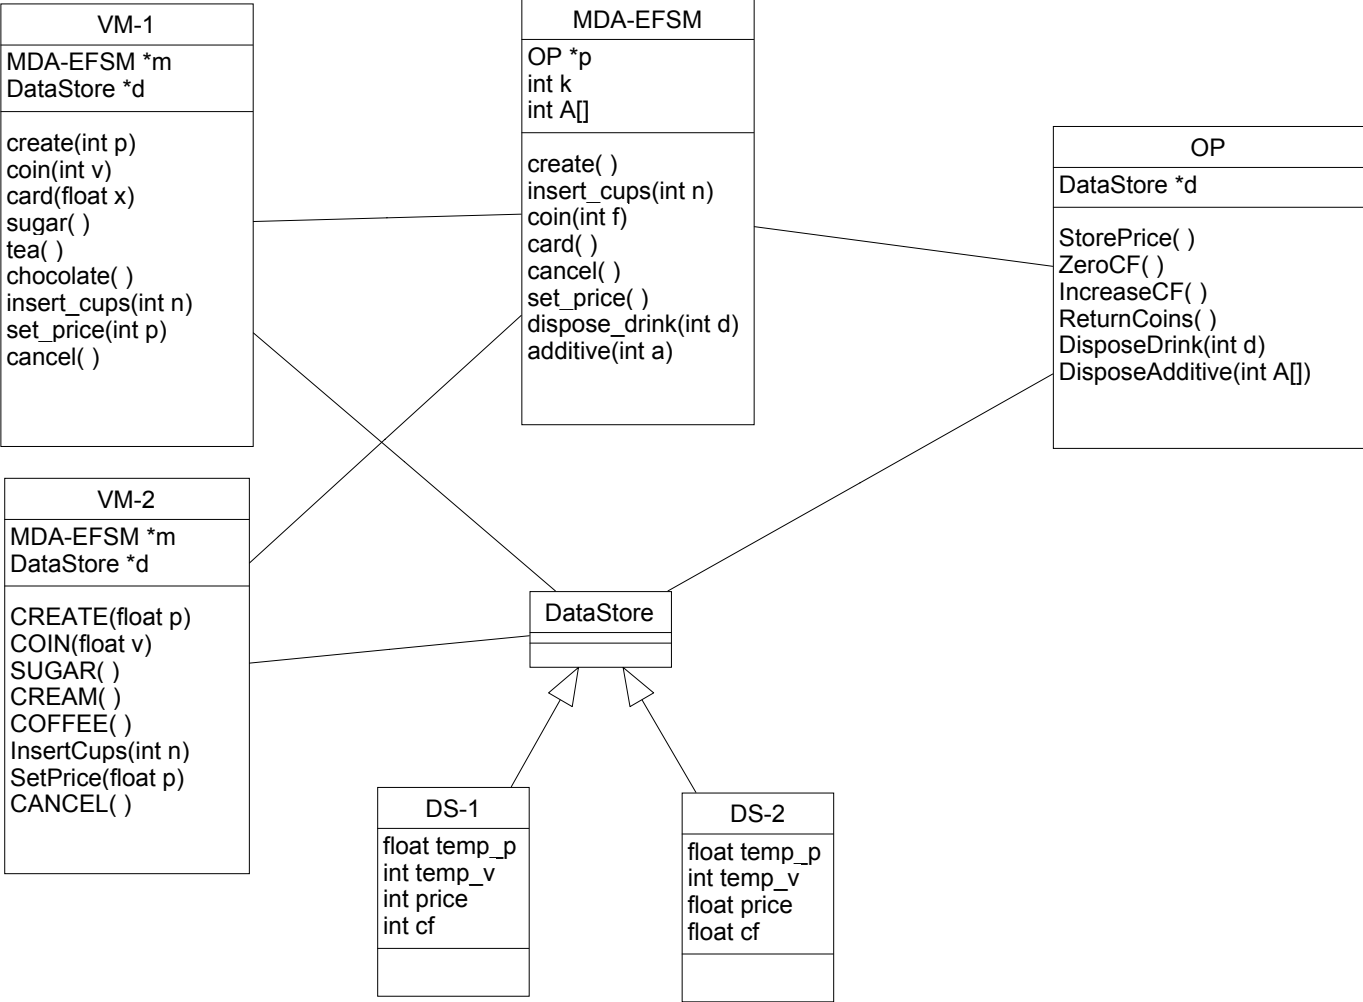 VM-1
MDA-EFSM *m
DataStore *d
create(int p)
coin(int v)
card(float x)
sugar( )
tea( )
chocolate( )
insert_cups(int n)
set_price(int p)
cancel( )
MDA-EFSM
OP *p
int k
int A[]
create( )
insert_cups(int n)
coin(int f)
card( )
cancel( )
set_price( )
dispose_drink(int d)
additive(int a)
OP
DataStore *d
StorePrice( )
ZeroCF( )
IncreaseCF( )
ReturnCoins( )
DisposeDrink(int d)
DisposeAdditive(int A[])
VM-2
MDA-EFSM *m
DataStore *d
CREATE(float p)
COIN(float v)
SUGAR( )
CREAM( )
COFFEE( )
InsertCups(int n)
SetPrice(float p)
CANCEL( )
DataStore
DS-1
float temp_p
int temp_v
int price
int cf
DS-2
float temp_p
int temp_v
float price
float cf